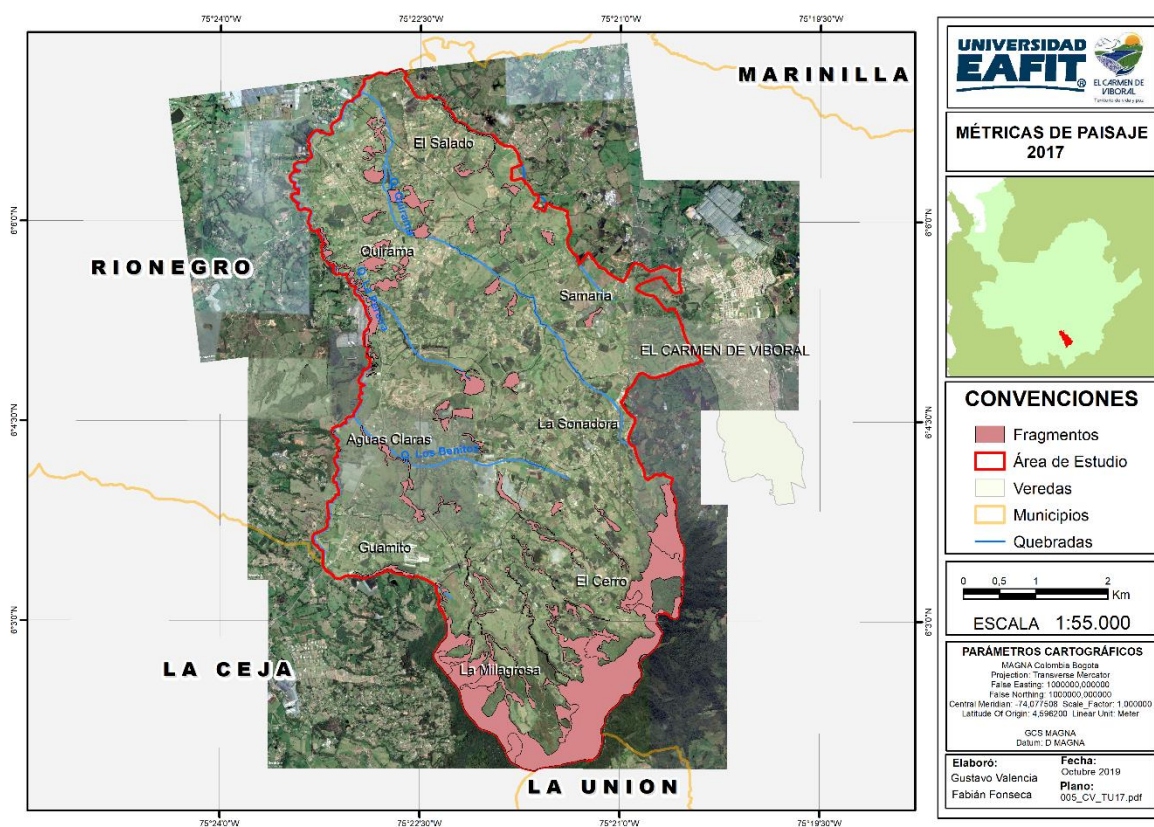 75°24'0"W
75°22'30"W
75°21'0"W
75°19'30"W
MARINILLA
El Salado
Q. Quirama
6°6'0"N
6°6'0"N
RIONEGRO
Quirama
Samaria
EL CARMEN DE VIBORAL
6°4'30"N
6°4'30"N
La Sonadora
Aguas Claras
Q. Los Benitos
Guamito
El Cerro
6°3'0"N
6°3'0"N
LA CEJA
La Milagrosa
LA UNION
75°24'0"W
75°22'30"W
75°21'0"W
75°19'30"W
UNIVERSIDAD
EAFIT
®
EL CARMEN DE
VIBORAL
Territorio de vida y paz
MÉTRICAS DE PAISAJE
2017
CONVENCIONES
Fragmentos
Área de Estudio
Veredas
Municipios
Quebradas
0 0,5 1 2
Km
ESCALA 1:55.000
PARÁMETROS CARTOGRÁFICOS
MAGNA Colombia Bogota
Projection: Transverse Mercator
False Easting: 1000000,000000
False Northing: 1000000,000000
Central Meridian: -74,077508 Scale_Factor: 1,000000
Latitude Of Origin: 4,596200 Linear Unit: Meter
GCS MAGNA
Datum: D MAGNA
Elaboró:
Gustavo Valencia
Fabián Fonseca
Fecha:
Octubre 2019
Plano:
005_CV_TU17.pdf